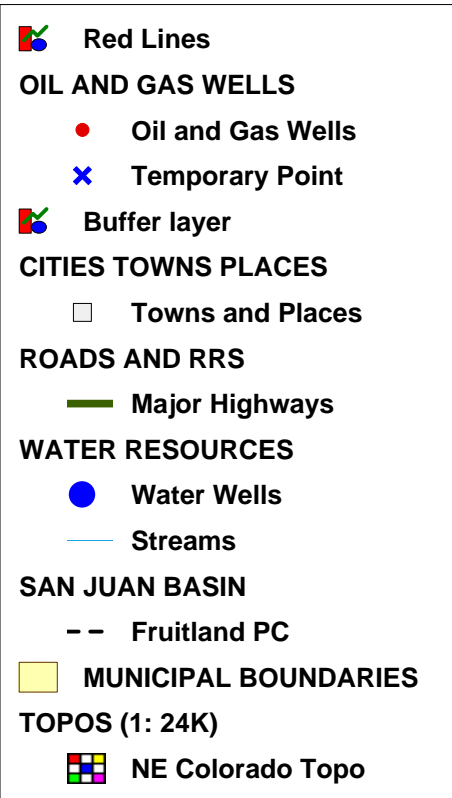 Red Lines
OIL AND GAS WELLS
Oil and Gas Wells
Temporary Point
Buffer layer
CITIES TOWNS PLACES
Towns and Places
ROADS AND RRS
Major Highways
WATER RESOURCES
Water Wells
Streams
SAN JUAN BASIN
Fruitland PC
MUNICIPAL BOUNDARIES
TOPOS (1: 24K)
NE Colorado Topo